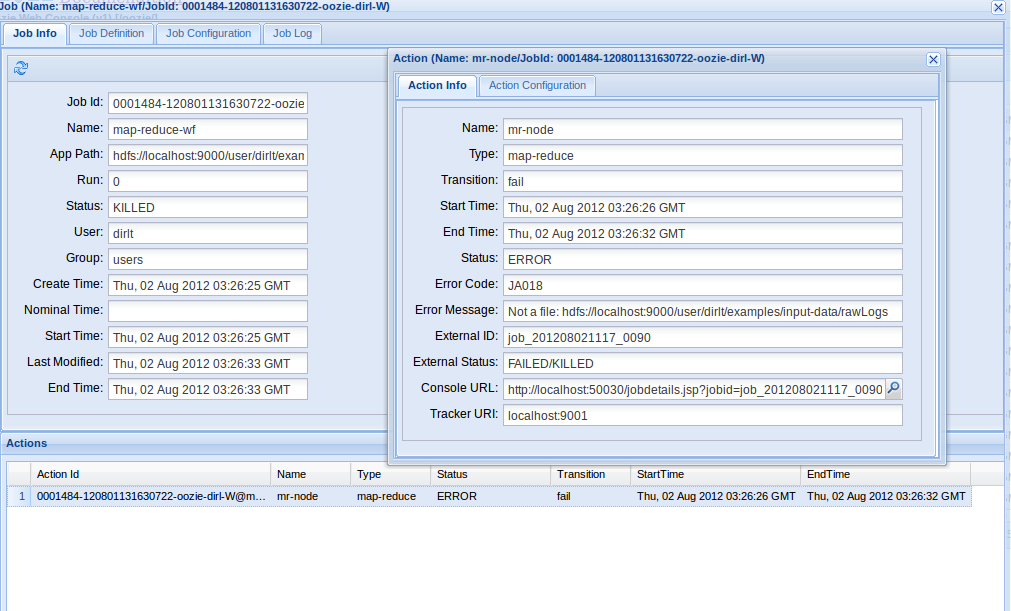 Job (Name: map-reduce-wf/JobId: 0001484-120801131630722-oozie-dirl-W)
Job Info Job Definition Job Configuration Job Log
Job Id: 0001484-120801131630722-oozie
Name: map-reduce-wf
App Path: hdfs://localhost:9000/user/dirlt/exam
Run: 0
Status: KILLED
User: dirlt
Group: users
Create Time: Thu, 02 Aug 2012 03:26:25 GMT
Nominal Time:
Start Time: Thu, 02 Aug 2012 03:26:25 GMT
Last Modified: Thu, 02 Aug 2012 03:26:33 GMT
End Time: Thu, 02 Aug 2012 03:26:33 GMT
Action (Name: mr-node/JobId: 0001484-120801131630722-oozie-dirl-W)
Action Info Action Configuration
Name: mr-node
Type: map-reduce
Transition: fail
Start Time: Thu, 02 Aug 2012 03:26:26 GMT
End Time: Thu, 02 Aug 2012 03:26:32 GMT
Status: ERROR
Error Code: JA018
Error Message: Not a file: hdfs://localhost:9000/user/dirlt/examples/input-data/rawLogs
External ID: job_201208021117_0090
External Status: FAILED/KILLED
Console URL: http://localhost:50030/jobdetails.jsp?jobid=job_201208021117_0090
Tracker URI: localhost:9001
Actions
Action Id Name Type Status Transition StartTime EndTime
1 0001484-120801131630722-oozie-dirl-W@m... mr-node map-reduce ERROR fail Thu, 02 Aug 2012 03:26:26 GMT Thu, 02 Aug 2012 03:26:32 GMT